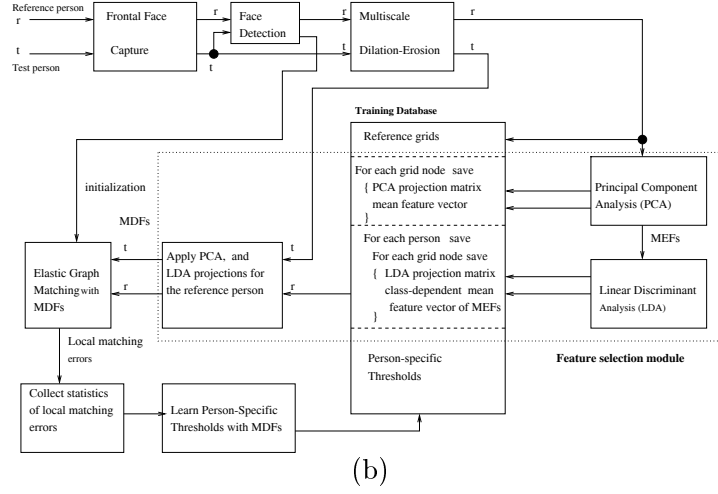 Reference person
r
t
Test person
Frontal Face
Capture
r
t
Face
Detection
r
t
Multiscale
Dilation-Erosion
r
t
Training Database
Reference grids
For each grid node save
{ PCA projection matrix
mean feature vector
}
For each person save
For each grid node save
{ LDA projection matrix
class-dependent mean
feature vector of MEFs
}
Person-specific
Thresholds
Principal Component
Analysis (PCA)
MEFs
Linear Discriminant
Analysis (LDA)
Feature selection module
initialization
MDFs
t
r
Elastic Graph
Matching with
MDFs
Apply PCA, and
LDA projections for
the reference person
t
r
Local matching
errors
Collect statistics
of local matching
errors
Learn Person-Specific
Thresholds with MDFs
(b)